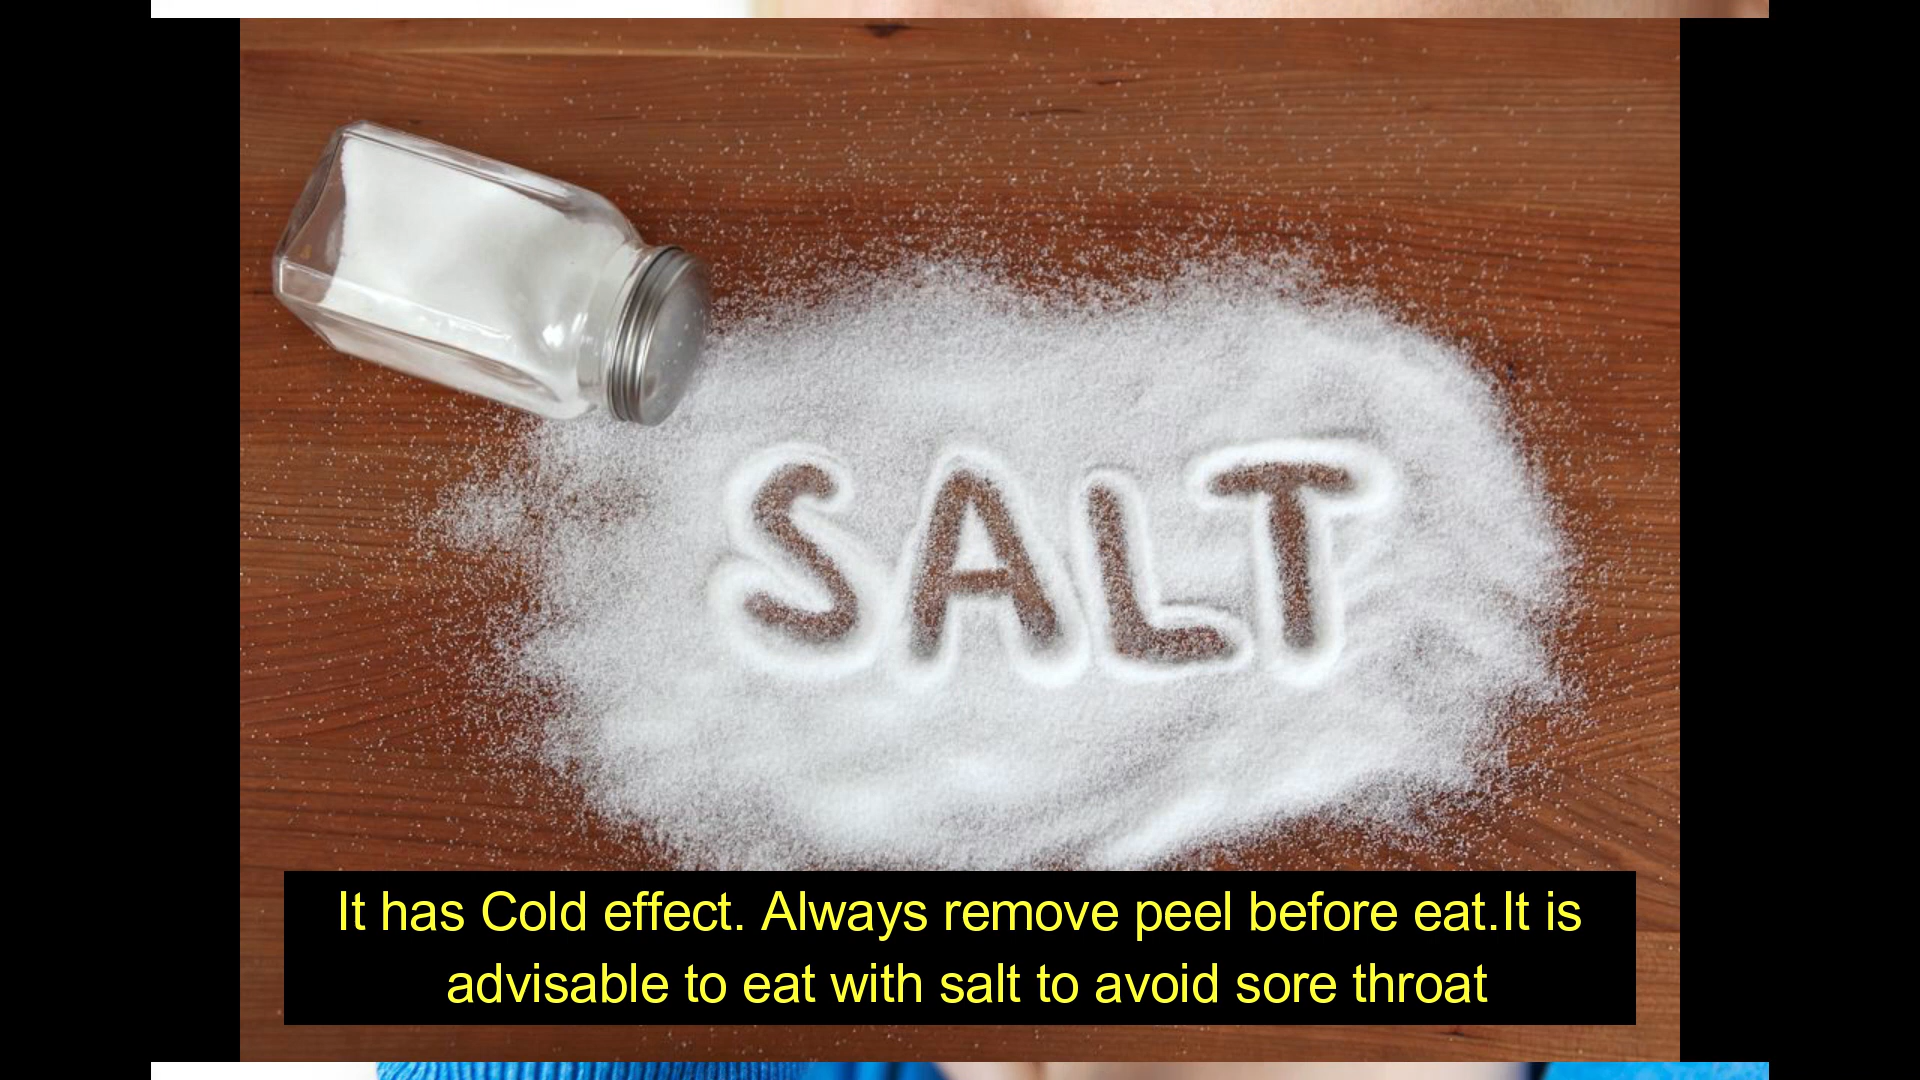 SALT
It has Cold effect. Always remove peel before eat.It is
advisable to eat with salt to avoid sore throat